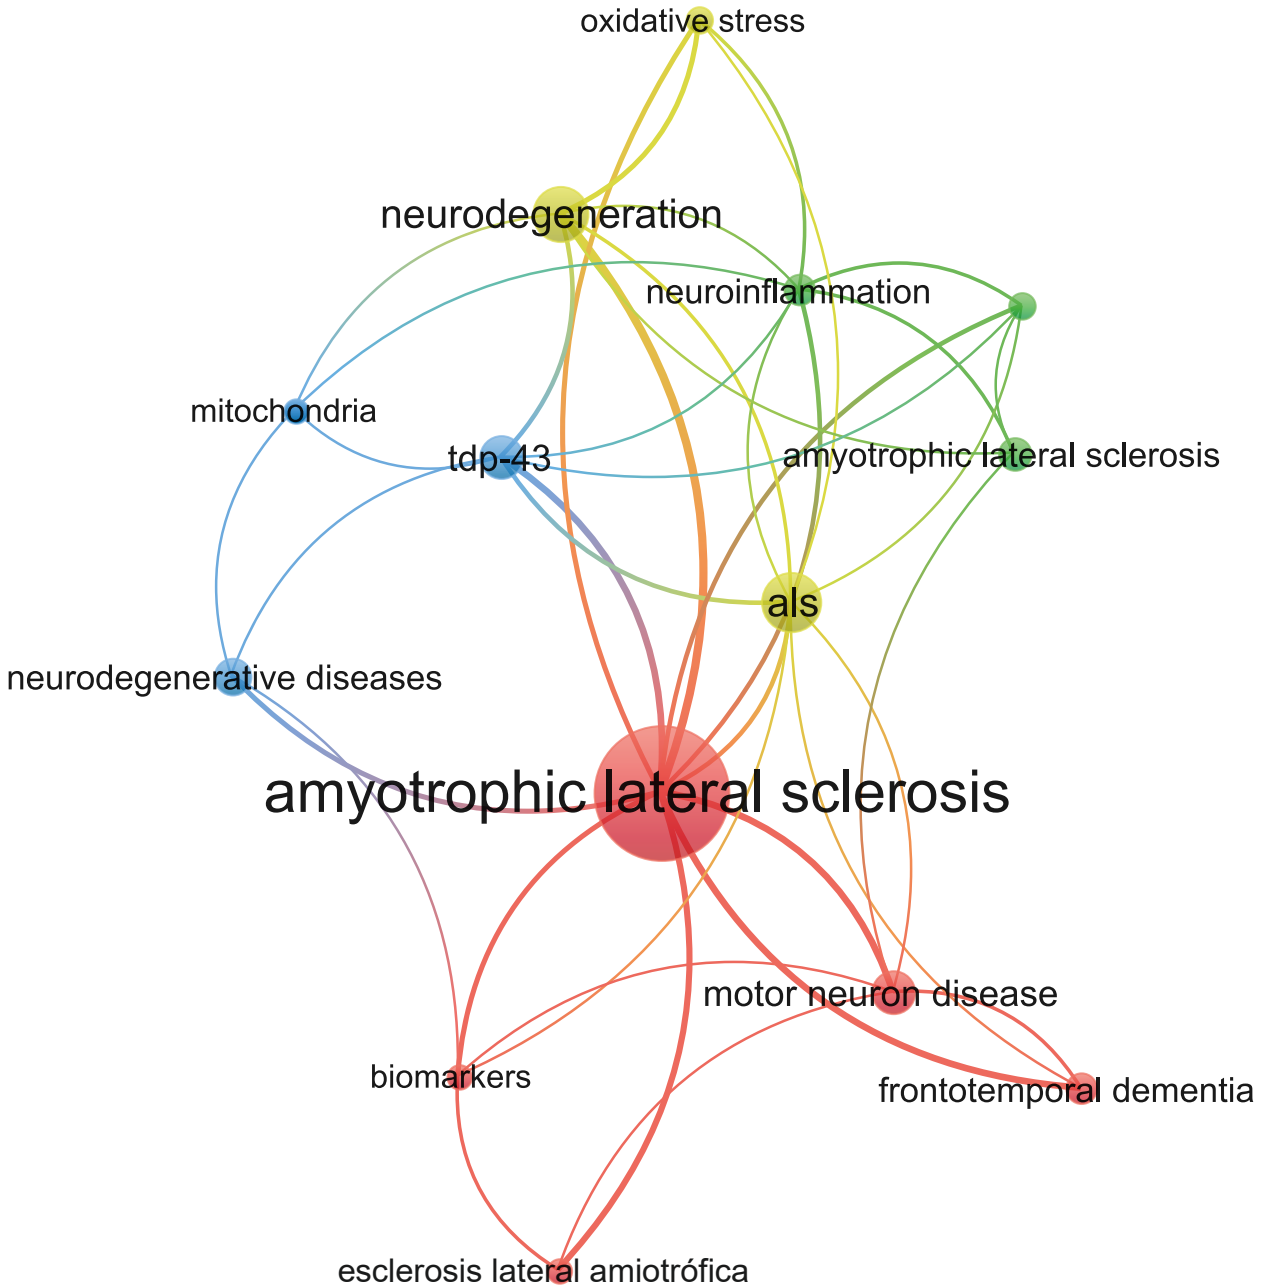 oxidative stress
neurodegeneration
neuroinflammation
mitochondria
tdp-43
amyotrophic lateral sclerosis
als
neurodegenerative diseases
amyotrophic lateral sclerosis
motor neuron disease
biomarkers
frontotemporal dementia
esclerosis lateral amiotrófica